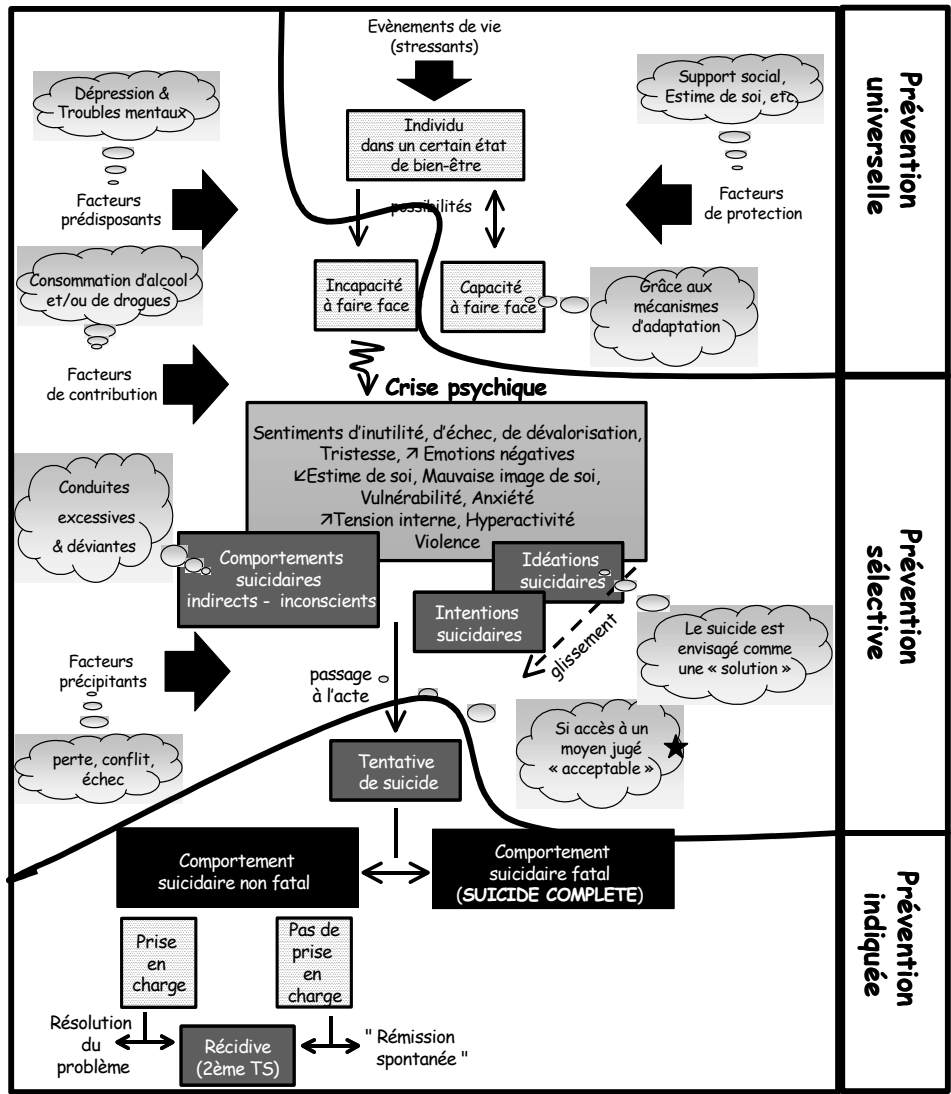 Evènements de vie
(stressants)
Dépression &
Troubles mentaux
Support social,
Estime de soi, etc.
Individu
dans un certain état
de bien-être
Prévention
universelle
Facteurs
prédisposants
possibilités
Facteurs
de protection
Consommation d'alcool
et/ou de drogues
Incapacité
à faire face
Capacité
à faire face
Grâce aux
mécanismes
d'adaptation
Facteurs
de contribution
Crise psychique
Sentiments d'inutilité, d'échec, de dévalorisation,
Tristesse, ↗ Emotions négatives
↙Estime de soi, Mauvaise image de soi,
Vulnérabilité, Anxiété
↗Tension interne, Hyperactivité
Violence
Conduites
excessives
& déviantes
Comportements
suicidaires
indirects - inconscients
Idéations
suicidaires
Intentions
suicidaires
glissement
Prévention
sélective
Le suicide est
envisagé comme
une « solution »
Facteurs
précipitants
passage
à l'acte
perte, conflit,
échec
Si accès à un
moyen jugé
« acceptable »
Tentative
de suicide
Comportement
suicidaire non fatal
Comportement
suicidaire fatal
(SUICIDE COMPLETE)
Prévention
indiquée
Prise
en
charge
Pas de
prise
en
charge
Résolution
du
problème
Récidive
(2ème TS)
" Rémission
spontanée "